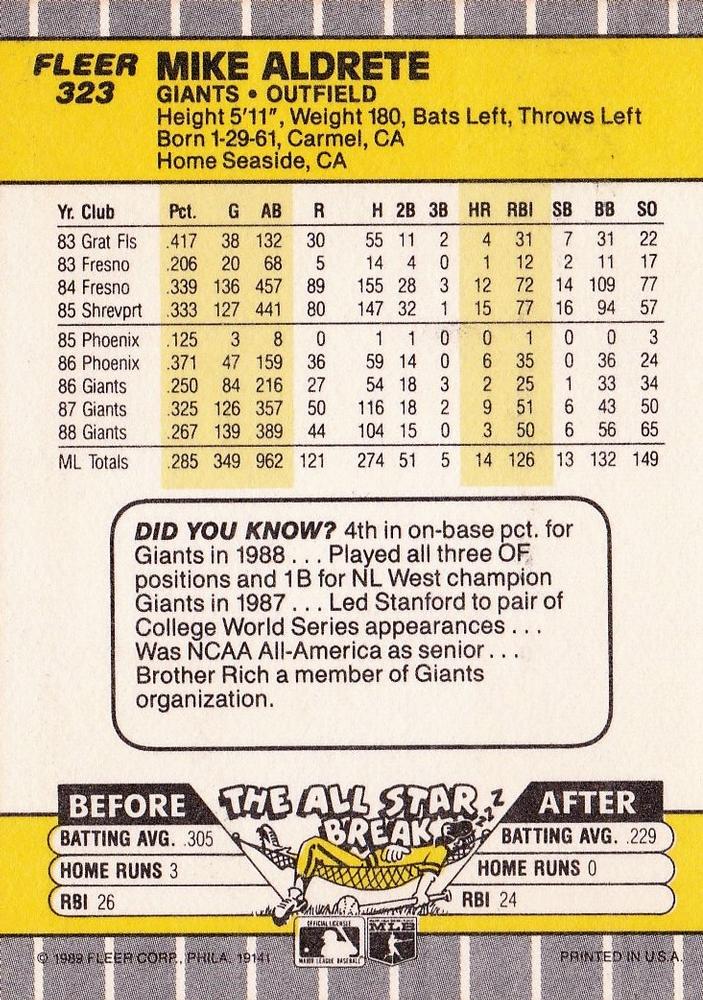 FLEER
323
MIKE ALDRETE
GIANTS • OUTFIELD
Height 5'11", Weight 180, Bats Left, Throws Left
Born 1-29-61, Carmel, CA
Home Seaside, CA
Yr. Club Pct. G AB R H 2B 3B HR RBI SB BB SO
83 Grat Fls .417 38 132 30 55 11 2 4 31 7 31 22
83 Fresno .206 20 68 5 14 4 0 1 12 2 11 17
84 Fresno .339 136 457 89 155 28 3 12 72 14 109 77
85 Shrevprt .333 127 441 80 147 32 1 15 77 16 94 57
85 Phoenix .125 3 8 0 1 1 0 0 1 0 0 3
86 Phoenix .371 47 159 36 59 14 0 6 35 0 36 24
86 Giants .250 84 216 27 54 18 3 2 25 1 33 34
87 Giants .325 126 357 50 116 18 2 9 51 6 43 50
88 Giants .267 139 389 44 104 15 0 3 50 6 56 65
ML Totals .285 349 962 121 274 51 5 14 126 13 132 149
DID YOU KNOW? 4th in on-base pct. for
Giants in 1988 . . . Played all three OF
positions and 1B for NL West champion
Giants in 1987 . . . Led Stanford to pair of
College World Series appearances . . .
Was NCAA All-America as senior . . .
Brother Rich a member of Giants
organization.
THE ALL STAR
BREAK
ZZZ
BEFORE
BATTING AVG. .305
HOME RUNS 3
RBI 26
AFTER
BATTING AVG. .229
HOME RUNS 0
RBI 24
OFFICIAL LICENSEE
MAJOR LEAGUE BASEBALL
MLB
© 1989 FLEER CORP., PHILA. 19141
PRINTED IN U.S.A.